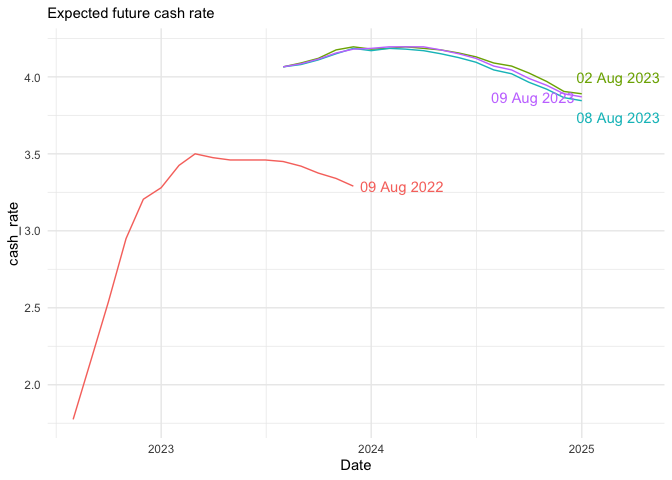 Expected future cash rate
cash_rate
4.0
3.5
3.0
2.5
2.0
02 Aug 2023
09 Aug 2023
08 Aug 2023
09 Aug 2022
2023
2024
2025
Date